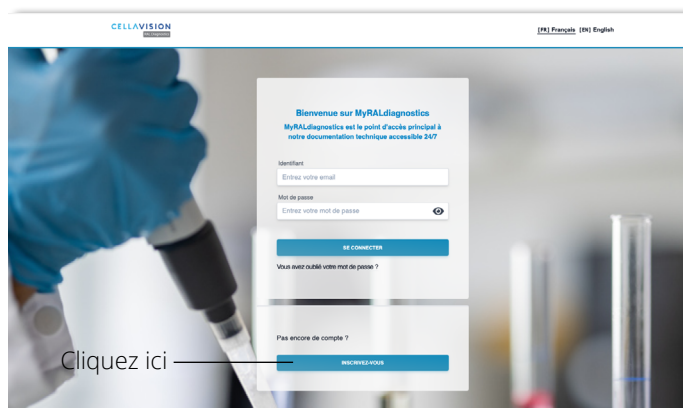 CELLAVISION
RAL Diagnostics
[FR] Français [EN] English
Bienvenue sur MyRALdiagnostics
MyRALdiagnostics est le point d'accès principal à
notre documentation technique accessible 24/7
Identifiant
Entrez votre email
Mot de passe
Entrez votre mot de passe
SE CONNECTER
Vous avez oublié votre mot de passe ?
Pas encore de compte ?
Cliquez ici
INSCRIVEZ-VOUS